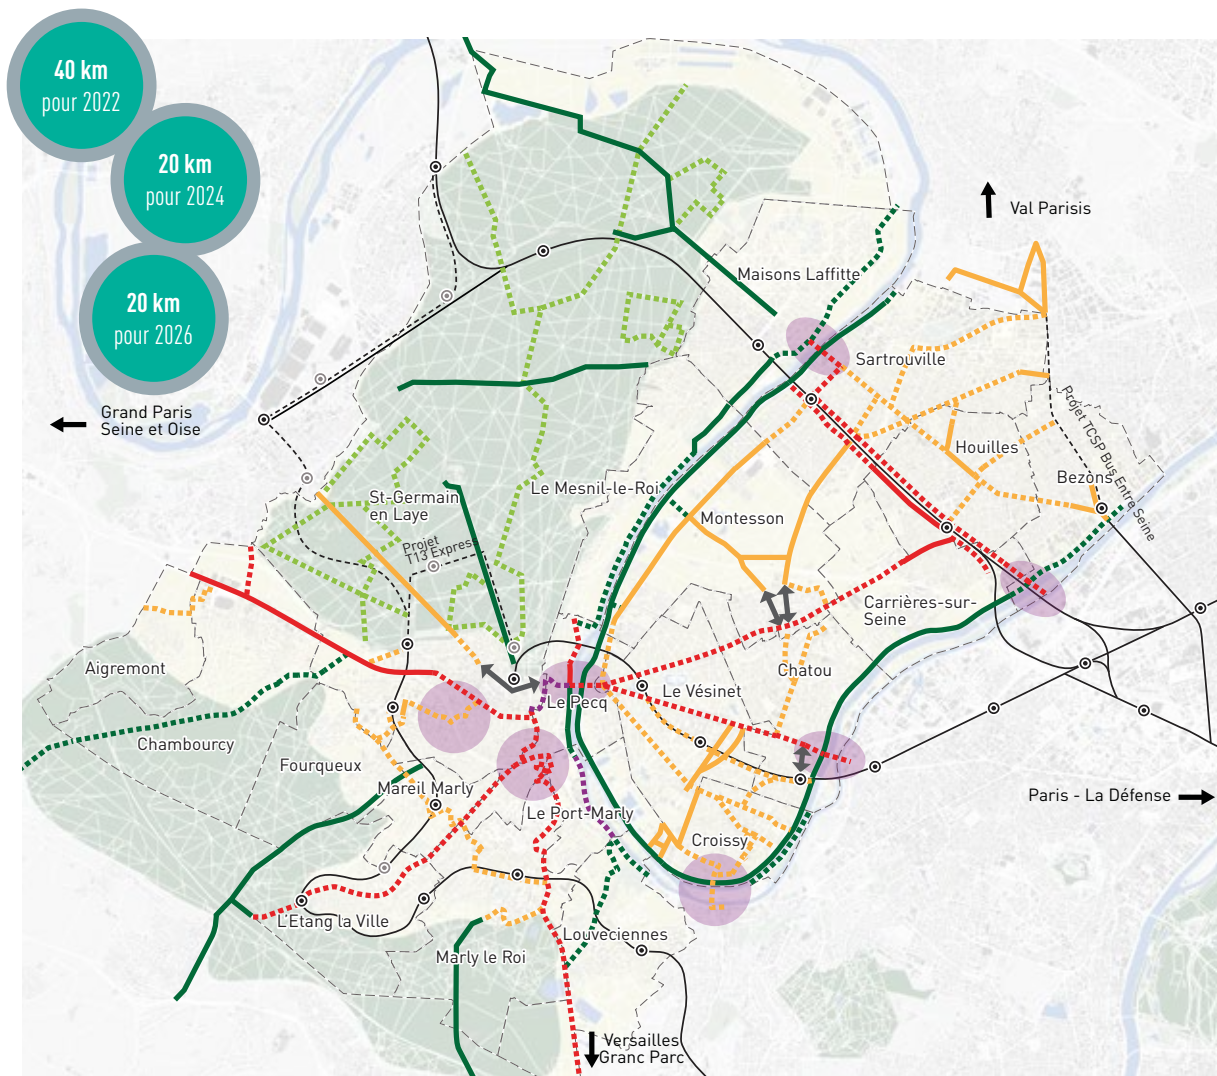 40 km
pour 2022
20 km
pour 2024
20 km
pour 2026
Val Parisis
Maisons Laffitte
Sartrouville
Grand Paris
Seine et Oise
Projet TCSP Bus Entre Seine
Houilles
Bezons
Le Mesnil-le-Roi
St-Germain
en Laye
Montesson
Projet
T13 Express
Carrières-sur-
Seine
Aigremont
Chatou
Le Vésinet
Le Pecq
Chambourcy
Fourqueux
Mareil Marly
Paris - La Défense
Le Port-Marly
Croissy
L'Etang la Ville
Louveciennes
Marly le Roi
Versailles
Granc Parc